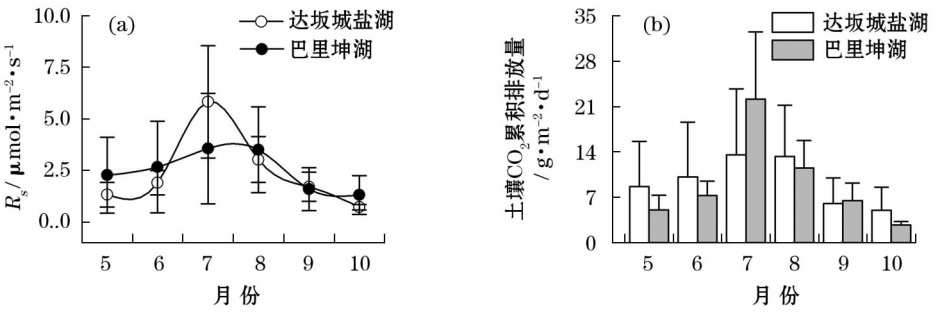 (a)
达坂城盐湖
巴里坤湖
10.0
7.5
5.0
2.5
0.0
Rs/ μmol·m−2·s−1
5 6 7 8 9 10
月 份
(b)
达坂城盐湖
巴里坤湖
35
28
21
14
7
0
土壤CO2累积排放量
/ g·m−2·d−1
5 6 7 8 9 10
月 份